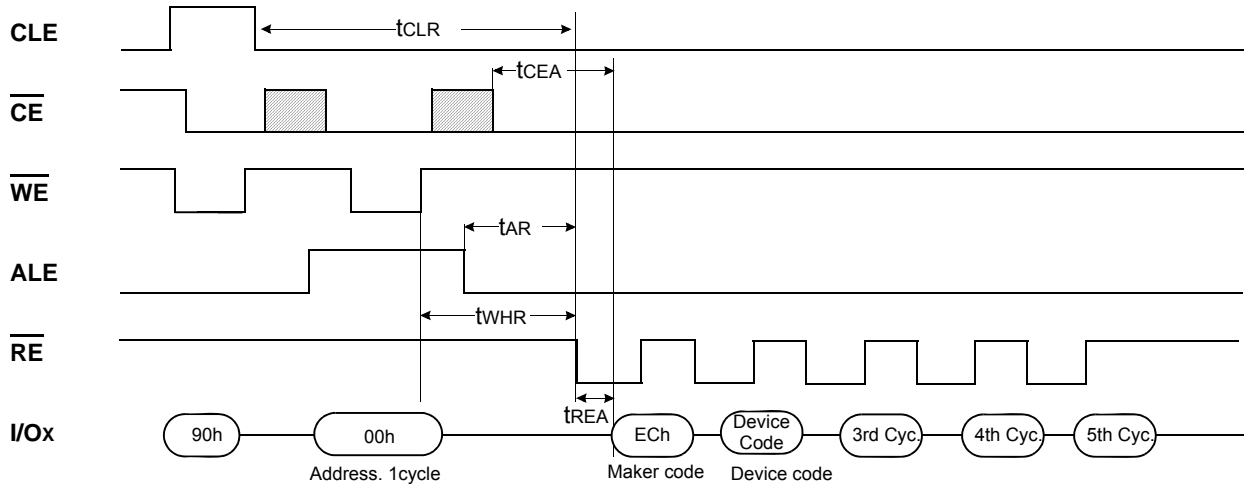 CLE
tCLR
tCEA
CE
WE
tAR
ALE
tWHR
RE
tREA
I/Ox
90h
00h
ECh
Device
Code
3rd Cyc.
4th Cyc.
5th Cyc.
Address. 1cycle
Maker code
Device code